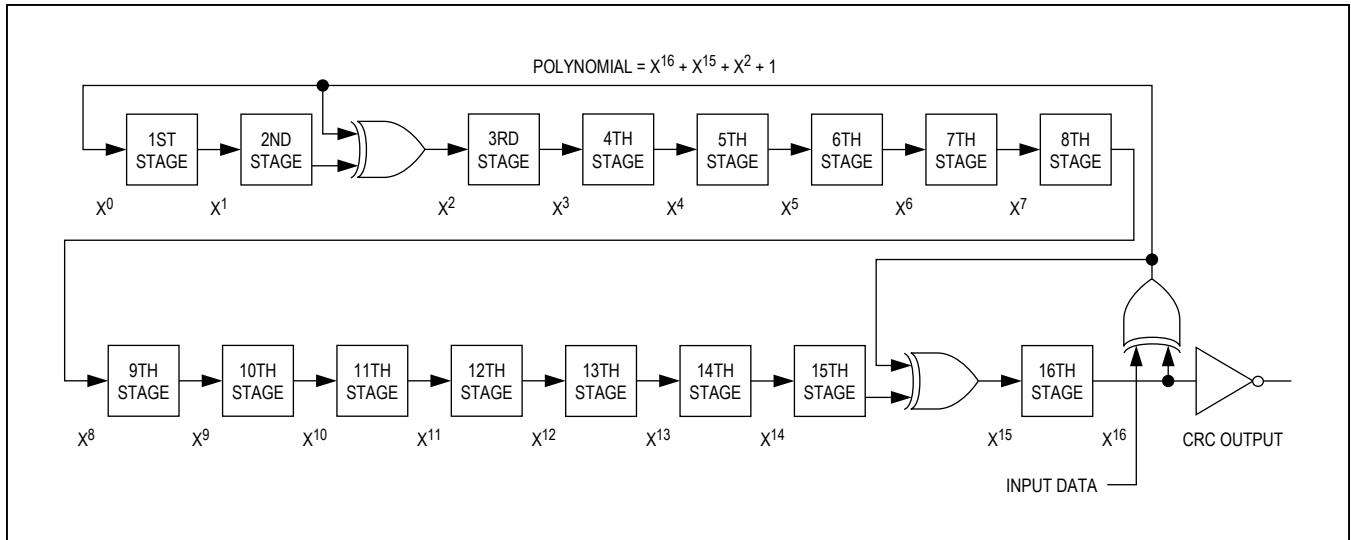 POLYNOMIAL = X¹⁶ + X¹⁵ + X² + 1
1ST
STAGE
2ND
STAGE
3RD
STAGE
4TH
STAGE
5TH
STAGE
6TH
STAGE
7TH
STAGE
8TH
STAGE
X⁰ X¹ X² X³ X⁴ X⁵ X⁶ X⁷
9TH
STAGE
10TH
STAGE
11TH
STAGE
12TH
STAGE
13TH
STAGE
14TH
STAGE
15TH
STAGE
16TH
STAGE
X⁸ X⁹ X¹⁰ X¹¹ X¹² X¹³ X¹⁴ X¹⁵ X¹⁶ CRC OUTPUT
INPUT DATA